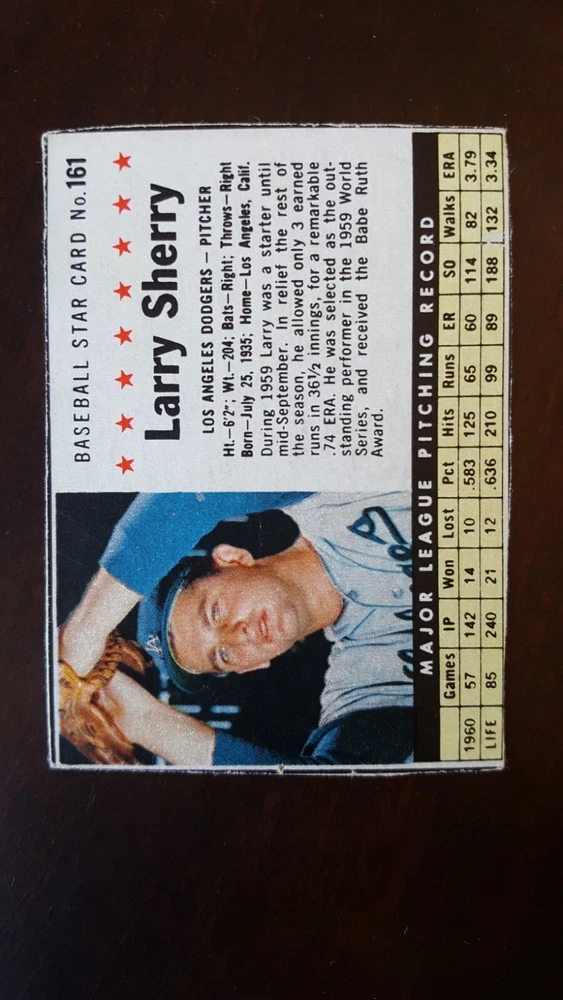 BASEBALL STAR CARD No.161
Larry Sherry
LOS ANGELES DODGERS — PITCHER
Ht.—6'2"; Wt.—204; Bats—Right; Throws—Right
Born—July 25, 1935; Home—Los Angeles, Calif.
During 1959 Larry was a starter until
mid-September. In relief the rest of
the season, he allowed only 3 earned
runs in 36 1/2 innings, for a remarkable
.74 ERA. He was selected as the out-
standing performer in the 1959 World
Series, and received the Babe Ruth
Award.
LA
MAJOR LEAGUE PITCHING RECORD
Games IP Won Lost Pct Hits Runs ER SO Walks ERA
1960 57 142 14 10 .583 125 65 60 114 82 3.79
LIFE 85 240 21 12 .636 210 99 89 188 132 3.34